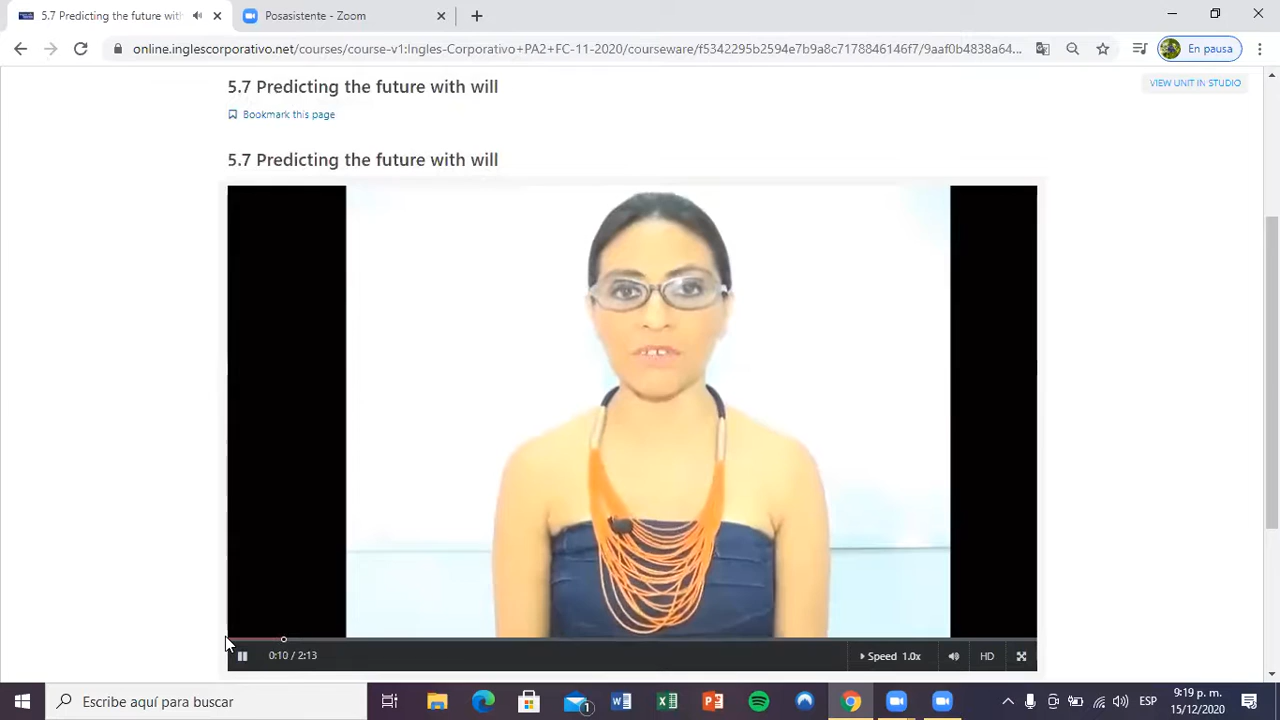 5.7 Predicting the future with
Posasistente - Zoom
online.inglescorporativo.net/courses/course-v1:Ingles-Corporativo+PA2+FC-11-2020/courseware/f5342295b2594e7b9a8c7178846146f7/9aaf0b4838a64...
En pausa
5.7 Predicting the future with will
VIEW UNIT IN STUDIO
Bookmark this page
5.7 Predicting the future with will
0:10 / 2:13
Speed 1.0x
HD
Escribe aquí para buscar
1
ESP
9:19 p. m.
15/12/2020